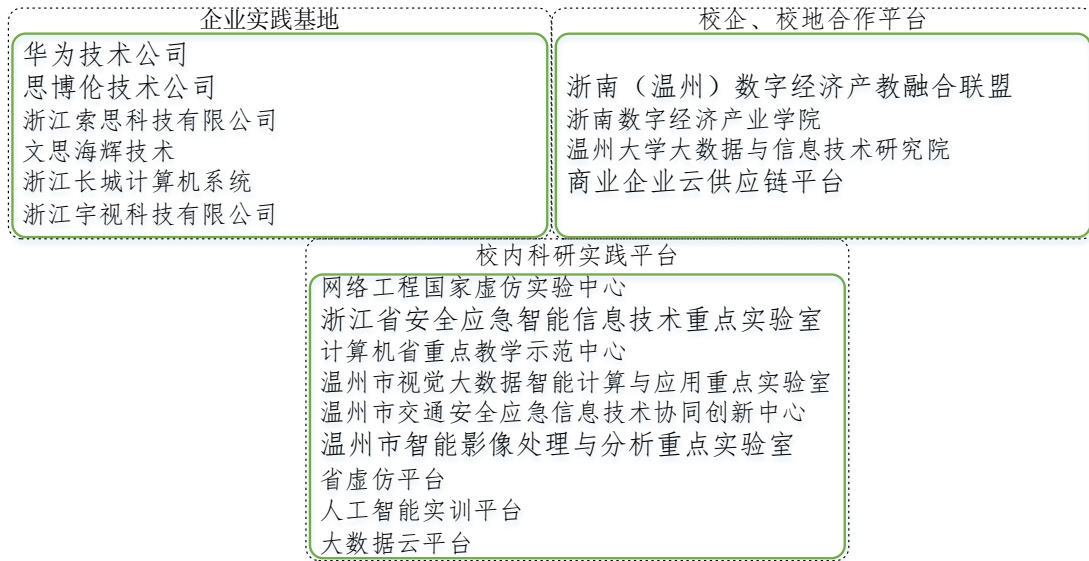 企业实践基地
华为技术公司
思博伦技术公司
浙江索思科技有限公司
文思海辉技术
浙江长城计算机系统
浙江宇视科技有限公司
校企、校地合作平台
浙南（温州）数字经济产教融合联盟
浙南数字经济产业学院
温州大学大数据与信息技术研究院
商业企业云供应链平台
校内科研实践平台
网络工程国家虚仿实验中心
浙江省安全应急智能信息技术重点实验室
计算机省重点教学示范中心
温州市视觉大数据智能计算与应用重点实验室
温州市交通安全应急信息技术协同创新中心
温州市智能影像处理与分析重点实验室
省虚仿平台
人工智能实训平台
大数据云平台